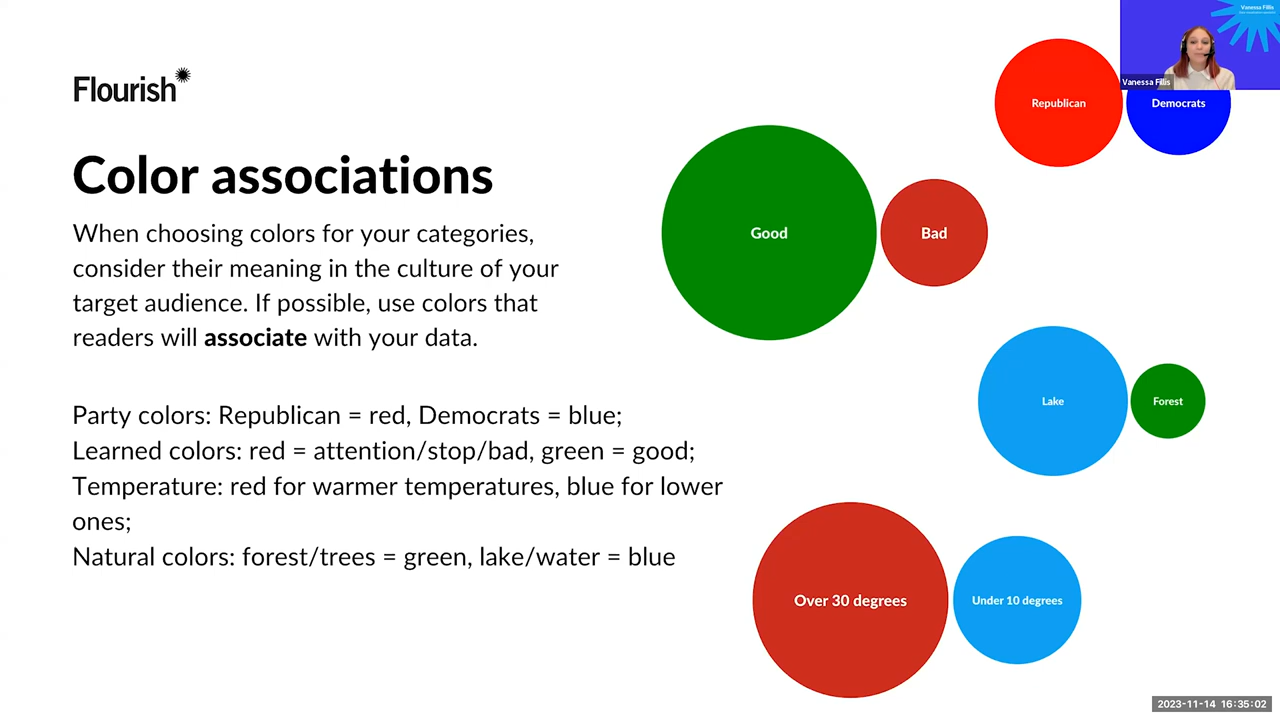 Flourish
Color associations
When choosing colors for your categories,
consider their meaning in the culture of your
target audience. If possible, use colors that
readers will associate with your data.
Party colors: Republican = red, Democrats = blue;
Learned colors: red = attention/stop/bad, green = good;
Temperature: red for warmer temperatures, blue for lower
ones;
Natural colors: forest/trees = green, lake/water = blue
Vanessa Fillis
Vanessa Fillis
Republican
Democrats
Good
Bad
Lake
Forest
Over 30 degrees
Under 10 degrees
2023-11-14 16:35:02